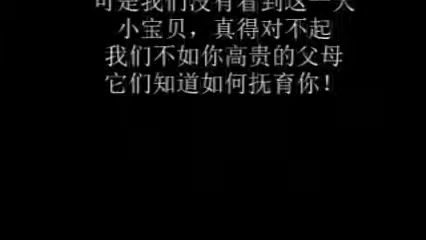 可是我们没有看到这一天
小宝贝，真得对不起
我们不如你高贵的父母
它们知道如何抚育你！